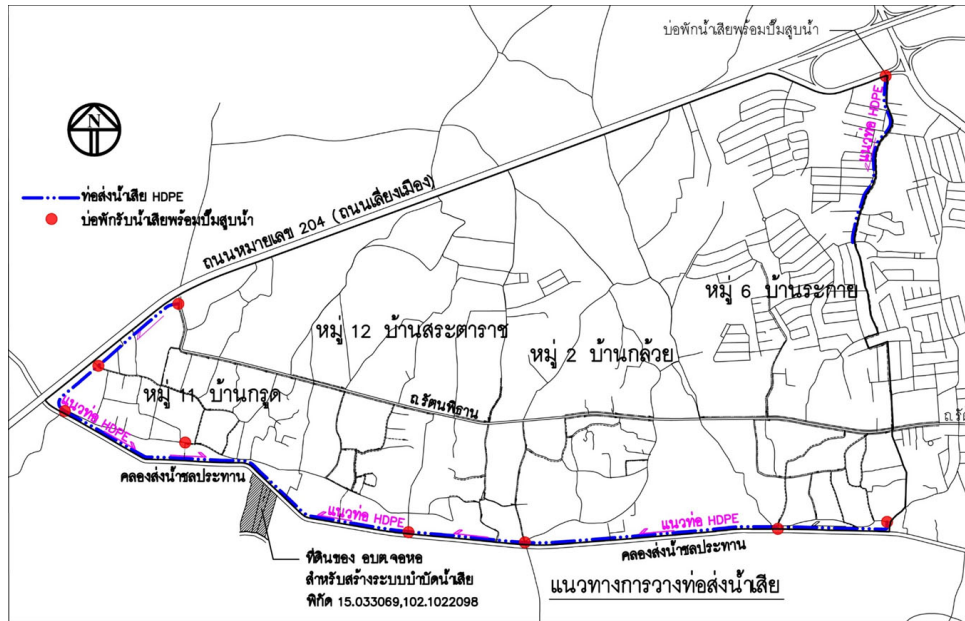 บ่อพักน้ำเสียพร้อมปั๊มสูบน้ำ
แนวท่อ HDPE
N
ท่อส่งน้ำเสีย HDPE
บ่อพักรับน้ำเสียพร้อมปั๊มสูบน้ำ
ถนนหมายเลข 204 (ถนนเลี่ยงเมือง)
หมู่ 6 บ้านระกาย
หมู่ 12 บ้านสระตาราช
หมู่ 2 บ้านกล้วย
หมู่ 11 บ้านกรูด
ถ.รัตนพิธาน
ถ.รัต
แนวท่อ HDPE
คลองส่งน้ำชลประทาน
แนวท่อ HDPE
แนวท่อ HDPE
คลองส่งน้ำชลประทาน
ที่ดินของ อบต.จอหอ
สำหรับสร้างระบบบำบัดน้ำเสีย
พิกัด 15.033069,102.1022098
แนวทางการวางท่อส่งน้ำเสีย